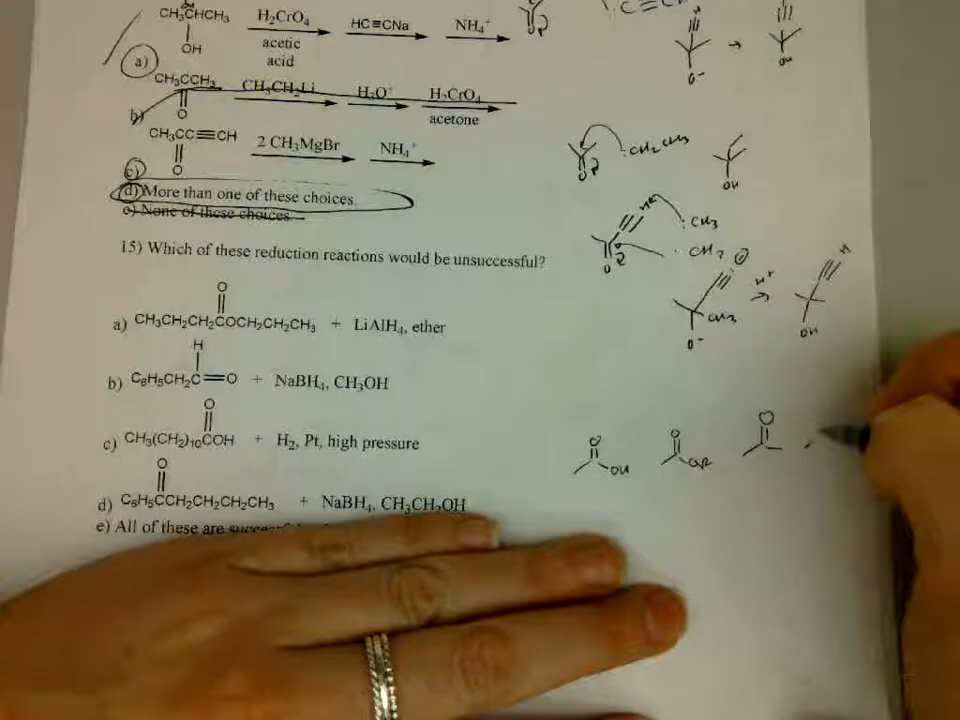 CH₃CHCH₃ H₂CrO₄ HC≡CNa NH₄⁺
OH acetic
acid
a)
CH₃CCH₃ CH₃CH₂Li H₃O⁺ H₂CrO₄
b) O acetone
CH₃CC≡CH 2 CH₃MgBr NH₄⁺
O
c)
d) More than one of these choices.
e) None of these choices.
15) Which of these reduction reactions would be unsuccessful?
O
a) CH₃CH₂CH₂COCH₂CH₂CH₃ + LiAlH₄, ether
H
b) C₆H₅CH₂C=O + NaBH₄, CH₃OH
O
c) CH₃(CH₂)₁₀COH + H₂, Pt, high pressure
O
d) C₆H₅CCH₂CH₂CH₂CH₃ + NaBH₄, CH₃CH₂OH
e) All of these are
:C≡C
O⁻ OH
:CH₂CH₃
O OH
H :CH₃
O :CH₃
CH₃ H⁺ H
O⁻ OH
O O O
OH OR